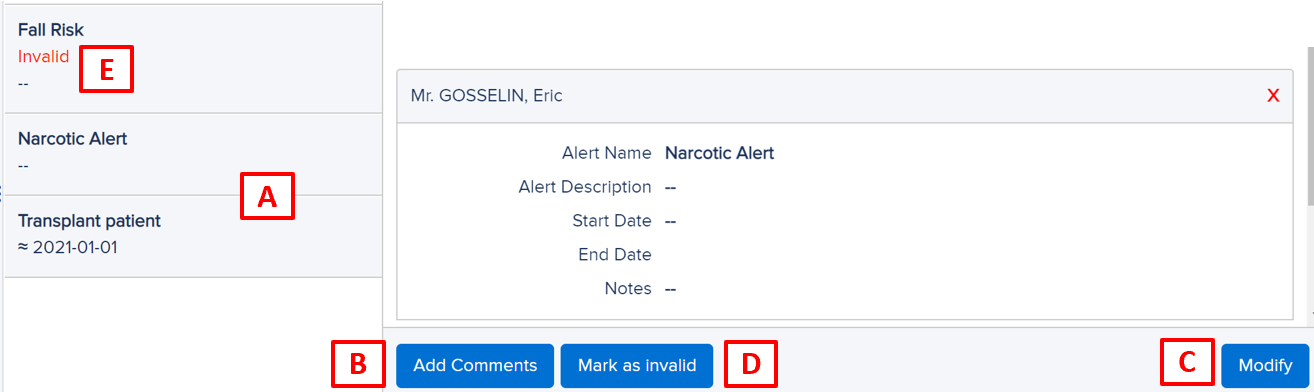 Fall Risk
Invalid
E
--
Narcotic Alert
--
A
Transplant patient
≈ 2021-01-01
Mr. GOSSELIN, Eric X
Alert Name Narcotic Alert
Alert Description --
Start Date --
End Date
Notes --
B Add Comments Mark as invalid D C Modify